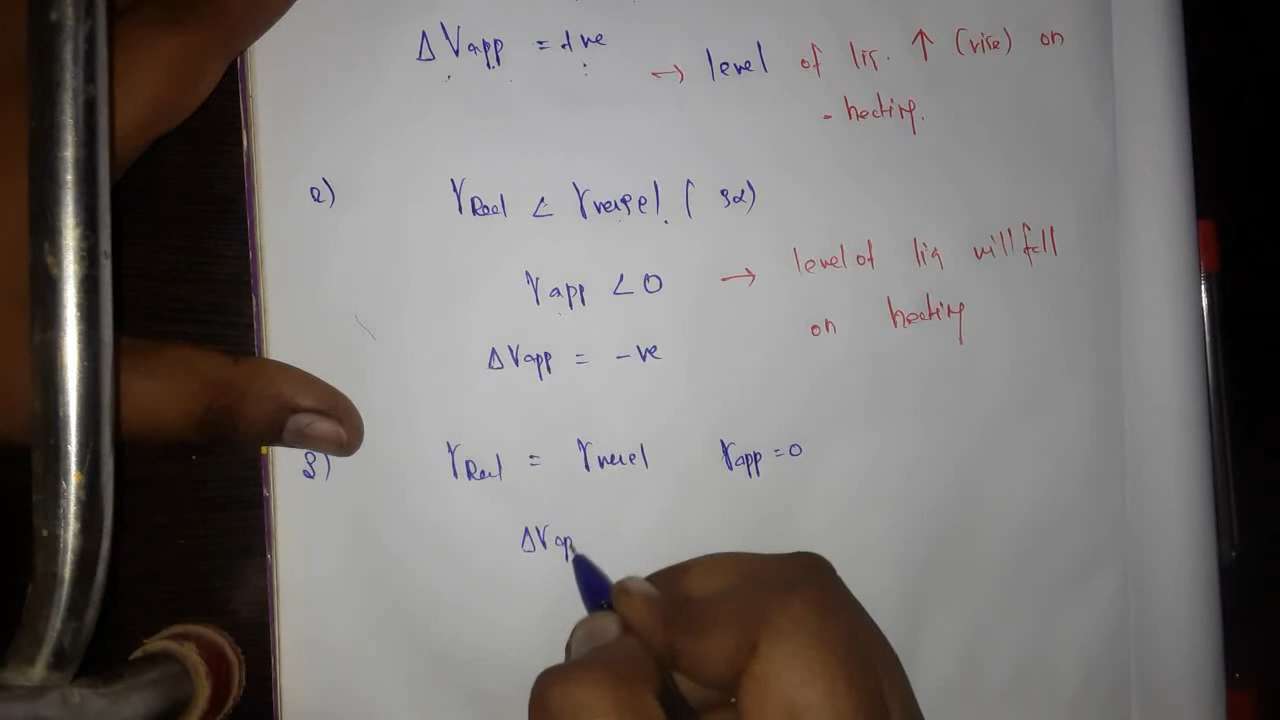 ΔVapp = +ve → level of liq. ↑ (rise) on
- heating.
2) γReal < γvessel (3α)
γapp < 0 → level of liq will fall
on heating
ΔVapp = -ve
3) γReal = γvessel γapp = 0
ΔVap